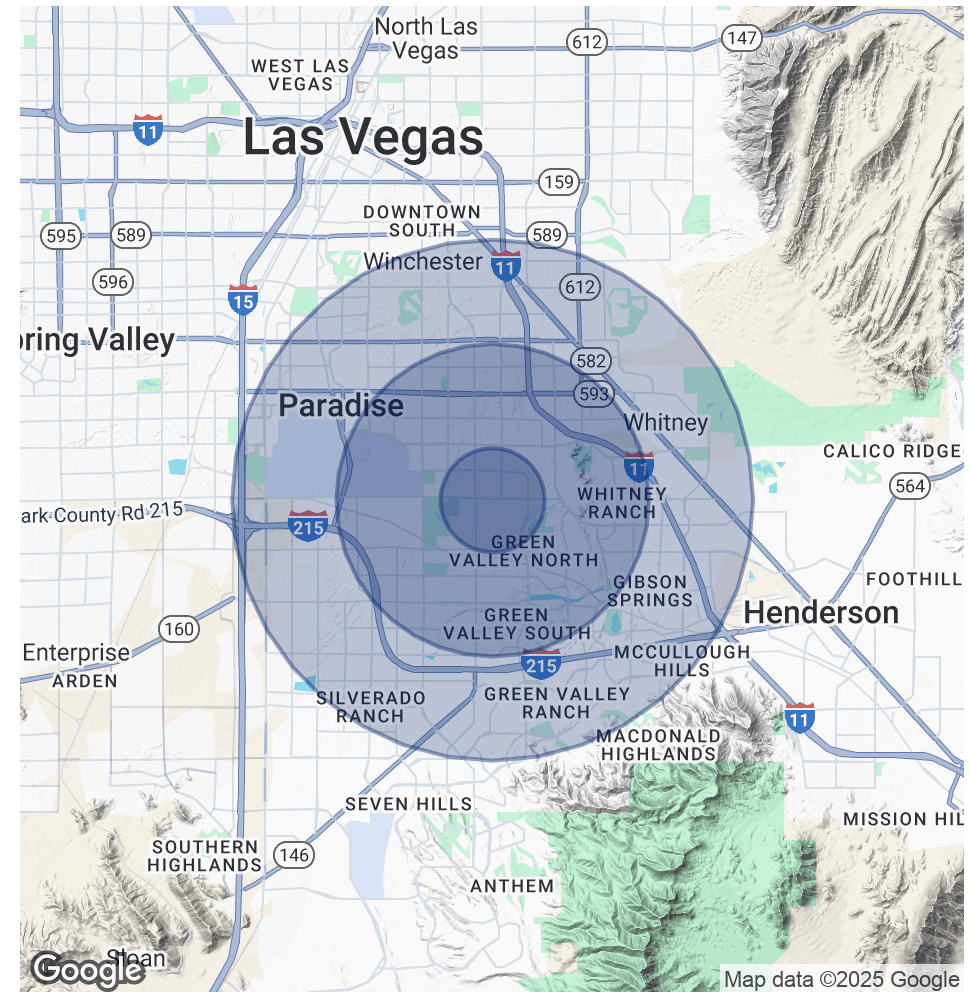 North Las
Vegas
612
147
WEST LAS
VEGAS
11
Las Vegas
159
DOWNTOWN
SOUTH
595
589
589
Winchester
11
596
612
15
pring Valley
582
593
Paradise
Whitney
CALICO RIDGE
11
564
WHITNEY
RANCH
ark County Rd 215
215
GREEN
VALLEY NORTH
FOOTHILL
GIBSON
SPRINGS
Henderson
GREEN
VALLEY SOUTH
160
Enterprise
ARDEN
MCCULLOUGH
HILLS
215
SILVERADO
RANCH
GREEN VALLEY
RANCH
11
MACDONALD
HIGHLANDS
SEVEN HILLS
MISSION HIL
SOUTHERN
HIGHLANDS
146
ANTHEM
Sloan
Google
Map data ©2025 Google